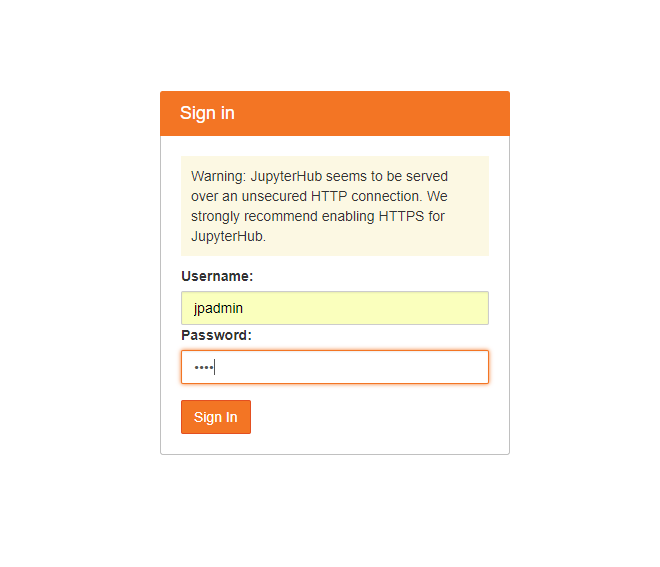 Sign in
Warning: JupyterHub seems to be served
over an unsecured HTTP connection. We
strongly recommend enabling HTTPS for
JupyterHub.
Username:
jpadmin
Password:
••••
Sign In